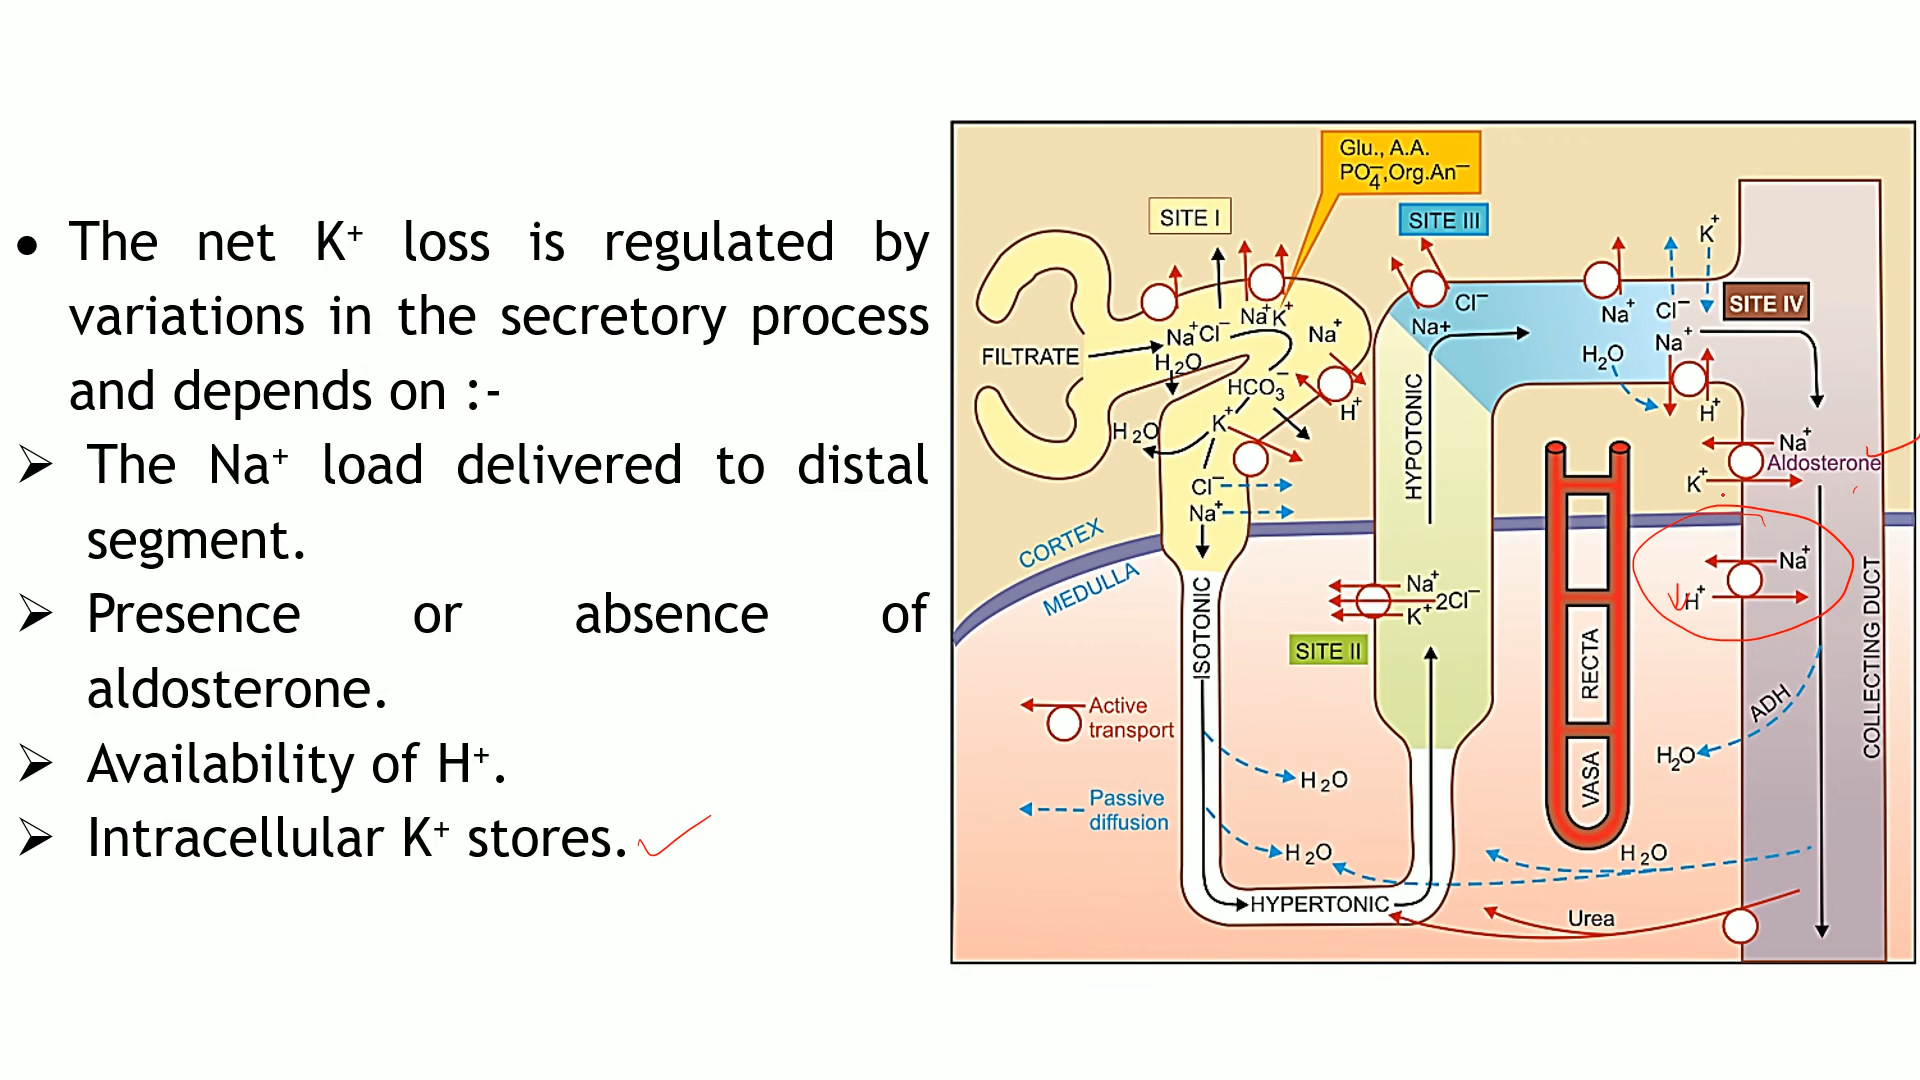 • The net K⁺ loss is regulated by
variations in the secretory process
and depends on :-
➢ The Na⁺ load delivered to distal
segment.
➢ Presence or absence of
aldosterone.
➢ Availability of H⁺.
➢ Intracellular K⁺ stores.
Glu., A.A.
PO₄⁻,Org.An⁻
SITE I
SITE III
K⁺
SITE IV
FILTRATE
Na⁺Cl⁻
Na⁺K⁺
Na⁺
H₂O
HCO₃⁻
H⁺
K⁺
H₂O
Cl⁻
Na⁺
Cl⁻
Na+
Na⁺
Cl⁻
Na⁺
H₂O
H⁺
Na⁺
Aldosterone
K⁺
HYPOTONIC
CORTEX
MEDULLA
Na⁺
H⁺
Na⁺
K⁺2Cl⁻
SITE II
ISOTONIC
RECTA
VASA
COLLECTING DUCT
ADH
H₂O
Active
transport
Passive
diffusion
H₂O
H₂O
H₂O
HYPERTONIC
Urea